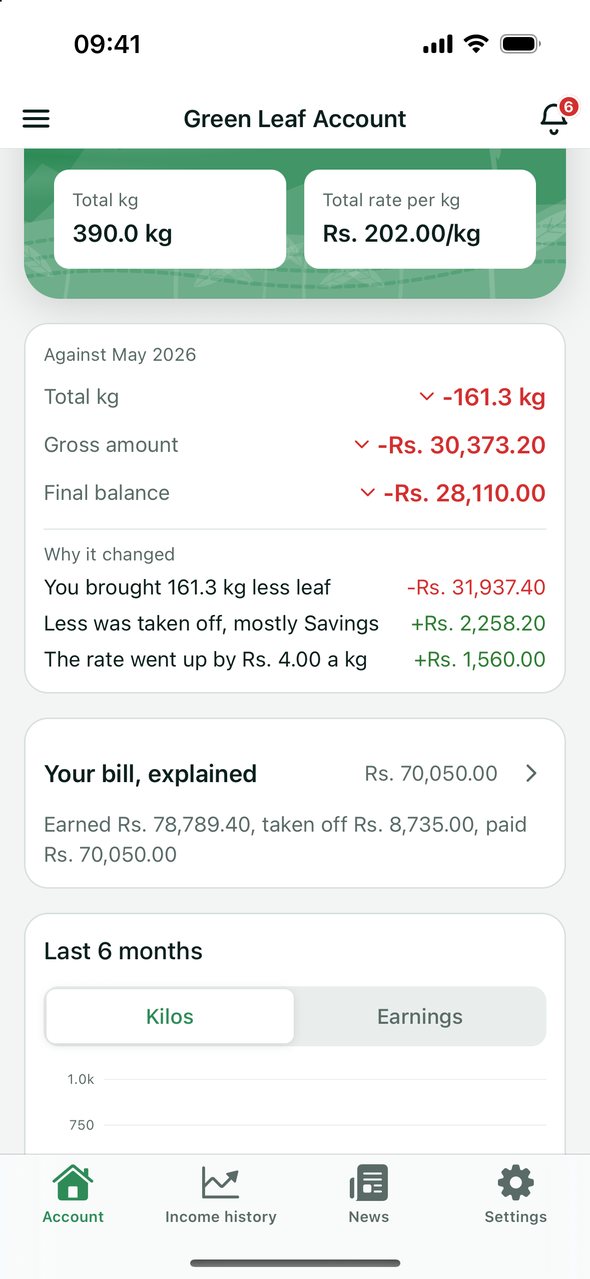 09:41
Green Leaf Account
6
Total kg
390.0 kg
Total rate per kg
Rs. 202.00/kg
Against May 2026
Total kg
-161.3 kg
Gross amount
-Rs. 30,373.20
Final balance
-Rs. 28,110.00
Why it changed
You brought 161.3 kg less leaf
-Rs. 31,937.40
Less was taken off, mostly Savings
+Rs. 2,258.20
The rate went up by Rs. 4.00 a kg
+Rs. 1,560.00
Your bill, explained
Rs. 70,050.00
Earned Rs. 78,789.40, taken off Rs. 8,735.00, paid
Rs. 70,050.00
Last 6 months
Kilos
Earnings
1.0k
750
Account
Income history
News
Settings